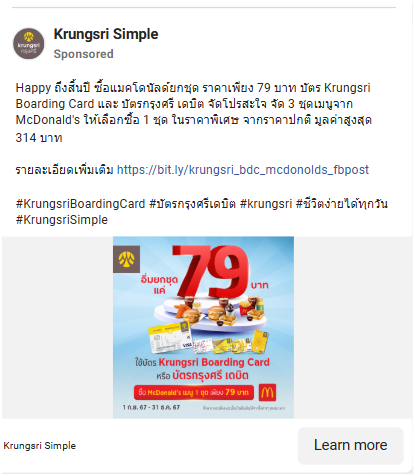 Krungsri Simple
Sponsored
Happy ถึงสิ้นปี ซื้อแมคโดนัลด์ยกชุด ราคาเพียง 79 บาท บัตร Krungsri
Boarding Card และ บัตรกรุงศรี เดบิต จัดโปรสะใจ จัด 3 ชุดเมนูจาก
McDonald's ให้เลือกซื้อ 1 ชุด ในราคาพิเศษ จากราคาปกติ มูลค่าสูงสุด
314 บาท
รายละเอียดเพิ่มเติม https://bit.ly/krungsri_bdc_mcdonolds_fbpost
#KrungsriBoardingCard #บัตรกรุงศรีเดบิต #krungsri #ชีวิตง่ายได้ทุกวัน
#KrungsriSimple
อิ่มยกชุด
แค่
79
บาท
ใช้บัตร Krungsri Boarding Card
หรือ บัตรกรุงศรี เดบิต
ซื้อ McDonald's เมนู 1 ชุด เพียง 79 บาท
1 ก.ย. 67 - 31 ธ.ค. 67
Krungsri Simple
Learn more